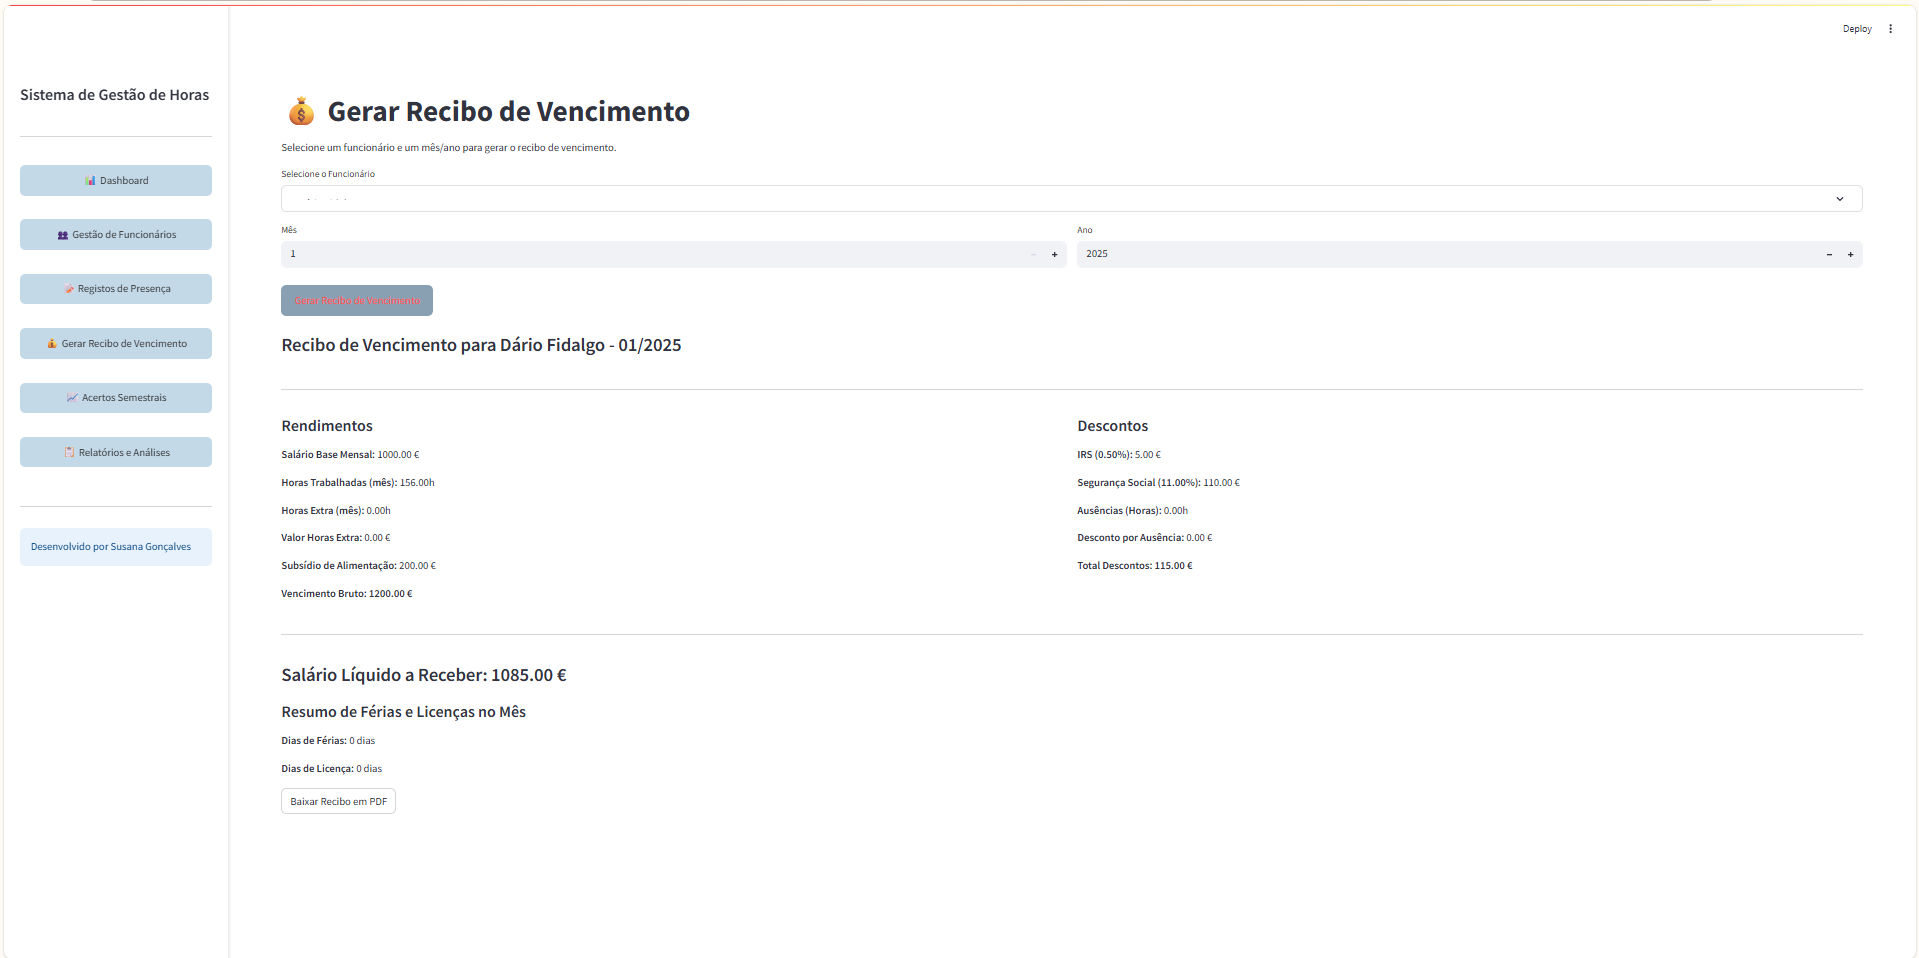 Deploy
Sistema de Gestão de Horas
Dashboard
Gestão de Funcionários
Registos de Presença
Gerar Recibo de Vencimento
Acertos Semestrais
Relatórios e Análises
Desenvolvido por Susana Gonçalves
Gerar Recibo de Vencimento
Selecione um funcionário e um mês/ano para gerar o recibo de vencimento.
Selecione o Funcionário
Mês
1
Ano
2025
Gerar Recibo de Vencimento
Recibo de Vencimento para Dário Fidalgo - 01/2025
Rendimentos
Salário Base Mensal: 1000.00 €
Horas Trabalhadas (mês): 156.00h
Horas Extra (mês): 0.00h
Valor Horas Extra: 0.00 €
Subsídio de Alimentação: 200.00 €
Vencimento Bruto: 1200.00 €
Descontos
IRS (0.50%): 5.00 €
Segurança Social (11.00%): 110.00 €
Ausências (Horas): 0.00h
Desconto por Ausência: 0.00 €
Total Descontos: 115.00 €
Salário Líquido a Receber: 1085.00 €
Resumo de Férias e Licenças no Mês
Dias de Férias: 0 dias
Dias de Licença: 0 dias
Baixar Recibo em PDF